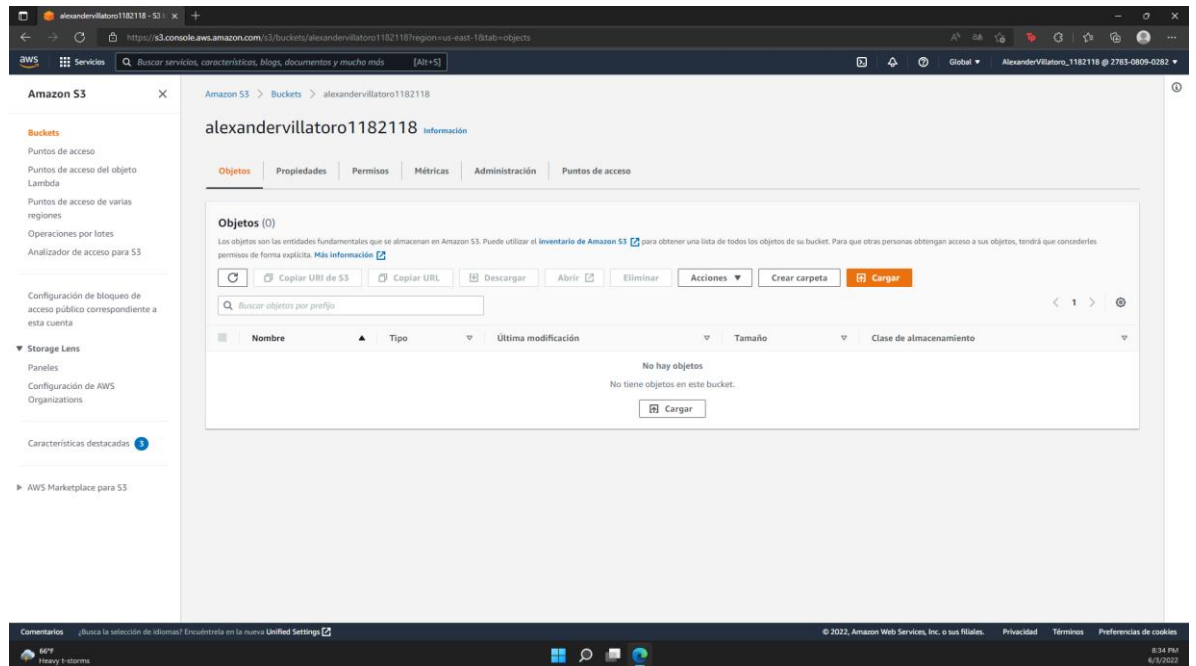 alexandervillatoro1182118 - S3 |
https://s3.console.aws.amazon.com/s3/buckets/alexandervillatoro1182118?region=us-east-1&tab=objects
aws
Servicios
Buscar servicios, características, blogs, documentos y mucho más
[Alt+S]
Global
AlexanderVillatoro_1182118 @ 2783-0809-0282
Amazon S3
Buckets
Puntos de acceso
Puntos de acceso del objeto
Lambda
Puntos de acceso de varias
regiones
Operaciones por lotes
Analizador de acceso para S3
Configuración de bloqueo de
acceso público correspondiente a
esta cuenta
Storage Lens
Paneles
Configuración de AWS
Organizations
Características destacadas 3
AWS Marketplace para S3
Amazon S3 > Buckets > alexandervillatoro1182118
alexandervillatoro1182118 Información
Objetos Propiedades Permisos Métricas Administración Puntos de acceso
Objetos (0)
Los objetos son las entidades fundamentales que se almacenan en Amazon S3. Puede utilizar el inventario de Amazon S3 para obtener una lista de todos los objetos de su bucket. Para que otras personas obtengan acceso a sus objetos, tendrá que concederles
permisos de forma explícita. Más información
Copiar URI de S3 Copiar URL Descargar Abrir Eliminar Acciones Crear carpeta Cargar
Buscar objetos por prefijo
< 1 >
Nombre Tipo Última modificación Tamaño Clase de almacenamiento
No hay objetos
No tiene objetos en este bucket.
Cargar
Comentarios ¿Busca la selección de idiomas? Encuéntrela en la nueva Unified Settings
© 2022, Amazon Web Services, Inc. o sus filiales. Privacidad Términos Preferencias de cookies
66°F
Heavy t-storms
8:34 PM
6/3/2022